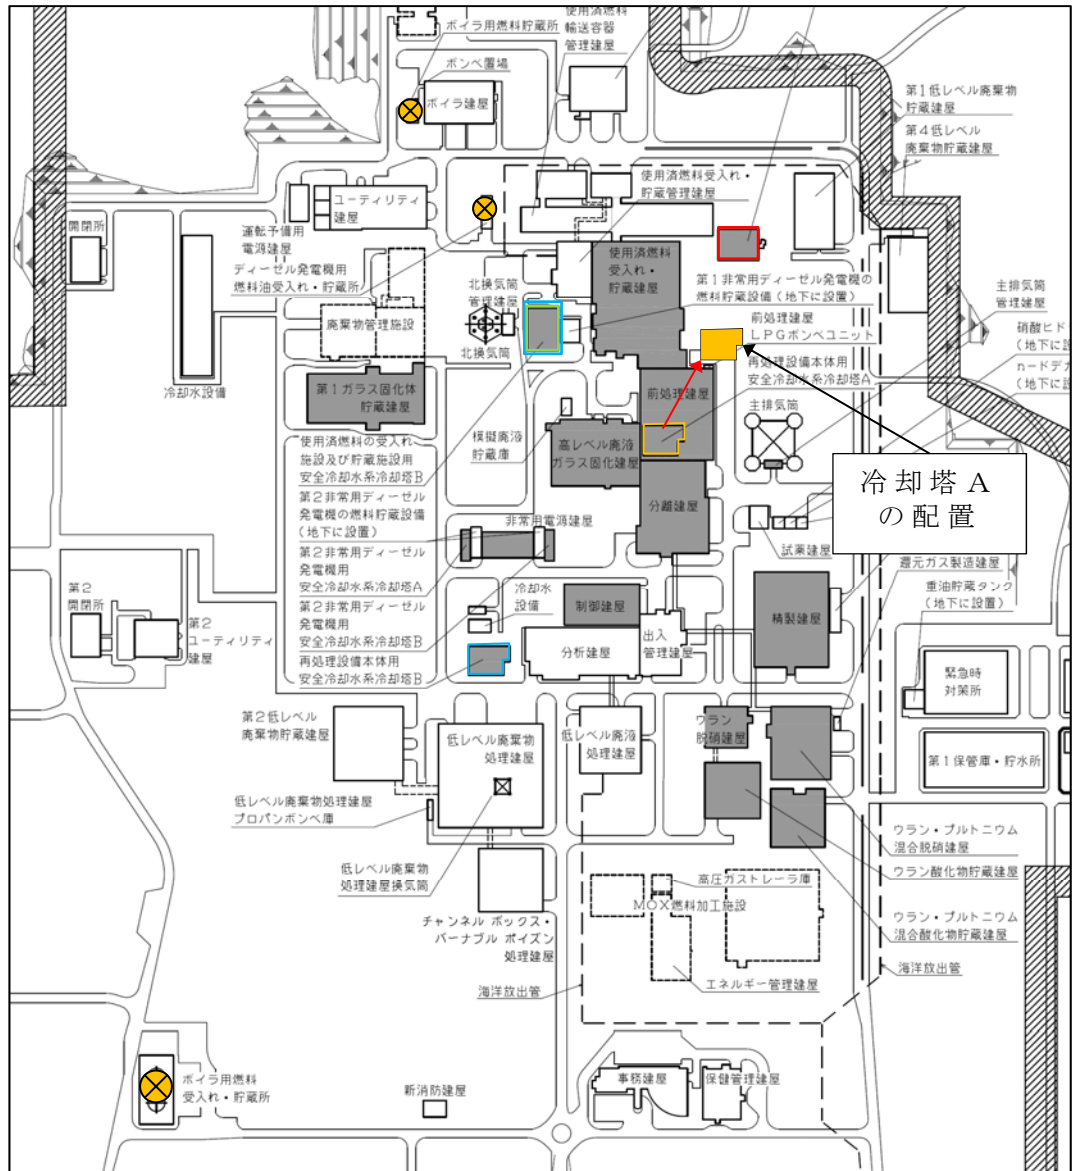 使用済燃料
輸送容器
管理建屋
ボイラ用燃料貯蔵所
ボンベ置場
ボイラ建屋
第1低レベル廃棄物
貯蔵建屋
第4低レベル
廃棄物貯蔵建屋
使用済燃料受入れ・
貯蔵管理建屋
ユーティリティ
建屋
開閉所
運転予備用
電源建屋
ディーゼル発電機用
燃料油受入れ・貯蔵所
使用済燃料
受入れ・
貯蔵建屋
北換気筒
管理建屋
第1非常用ディーゼル発電機の
燃料貯蔵設備(地下に設置)
主排気筒
管理建屋
廃棄物管理施設
北換気筒
前処理建屋
LPGボンベユニット
硝酸ヒド
(地下に設
再処理設備本体用
安全冷却水系冷却塔A
n-ドデカ
(地下に設
冷却水設備
第1ガラス固化体
貯蔵建屋
前処理建屋
主排気筒
模擬廃液
貯蔵庫
高レベル廃液
ガラス固化建屋
使用済燃料の受入れ
施設及び貯蔵施設用
安全冷却水系冷却塔B
冷却塔A
の配置
第2非常用ディーゼル
発電機の燃料貯蔵設備
(地下に設置)
分離建屋
非常用電源建屋
試薬建屋
第2非常用ディーゼル
発電機用
安全冷却水系冷却塔A
還元ガス製造建屋
重油貯蔵タンク
(地下に設置)
第2
開閉所
第2
ユーティリティ
建屋
第2非常用ディーゼル
発電機用
安全冷却水系冷却塔B
冷却水
設備
制御建屋
精製建屋
出入
管理建屋
分析建屋
再処理設備本体用
安全冷却水系冷却塔B
緊急時
対策所
第2低レベル
廃棄物貯蔵建屋
低レベル廃棄物
処理建屋
低レベル廃液
処理建屋
ウラン
脱硝建屋
第1保管庫・貯水所
低レベル廃棄物処理建屋
プロパンボンベ庫
ウラン・プルトニウム
混合脱硝建屋
低レベル廃棄物
処理建屋換気筒
ウラン酸化物貯蔵建屋
高圧ガストレーラ庫
MOX燃料加工施設
チャンネル ボックス・
バーナブル ポイズン
処理建屋
ウラン・プルトニウム
混合酸化物貯蔵建屋
海洋放出管
エネルギー管理建屋
海洋放出管
ボイラ用燃料
受入れ・貯蔵所
新消防建屋
事務建屋
保健管理建屋